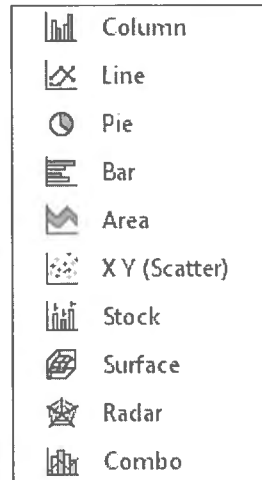 Column
Line
Pie
Bar
Area
X Y (Scatter)
Stock
Surface
Radar
Combo